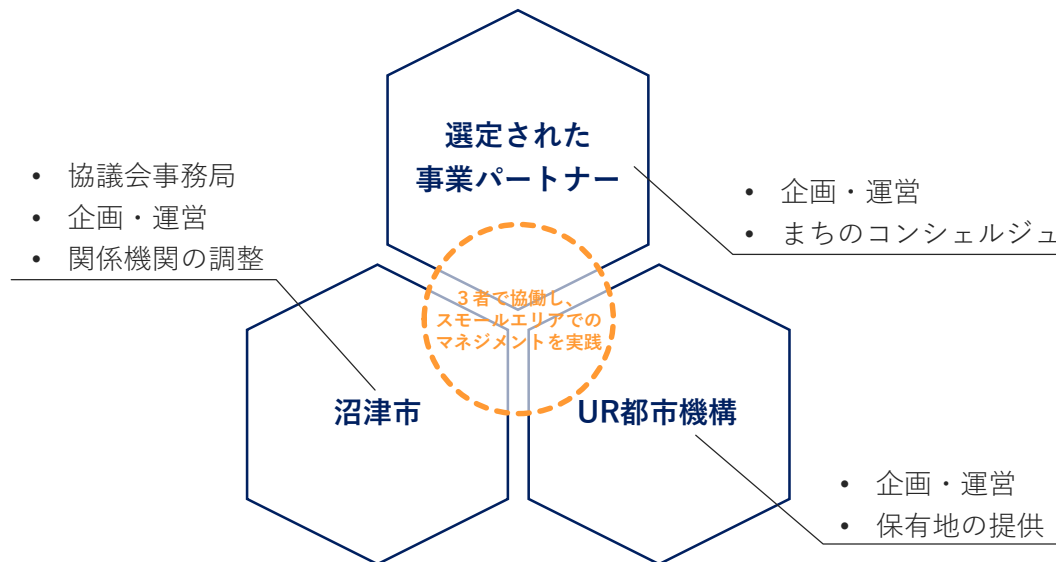 選定された
事業パートナー
• 協議会事務局
• 企画・運営
• 関係機関の調整
• 企画・運営
• まちのコンシェルジュ
３者で協働し、
スモールエリアでの
マネジメントを実践
沼津市
UR都市機構
• 企画・運営
• 保有地の提供